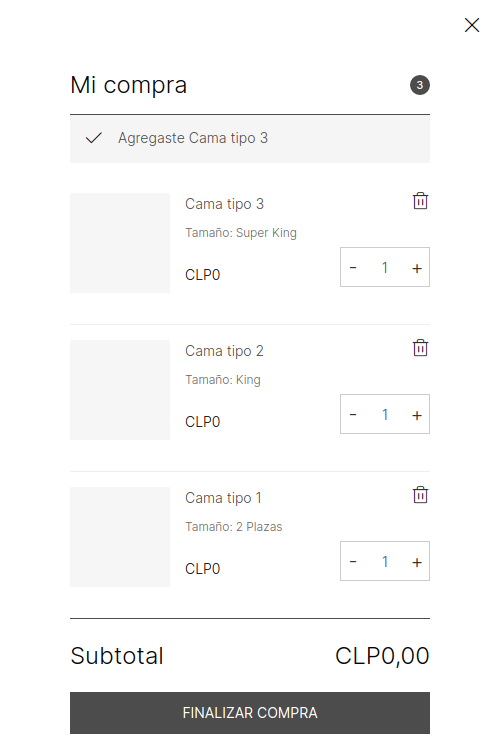 Mi compra
3
Agregaste Cama tipo 3
Cama tipo 3
Tamaño: Super King
CLP0
- 1 +
Cama tipo 2
Tamaño: King
CLP0
- 1 +
Cama tipo 1
Tamaño: 2 Plazas
CLP0
- 1 +
Subtotal
CLP0,00
FINALIZAR COMPRA